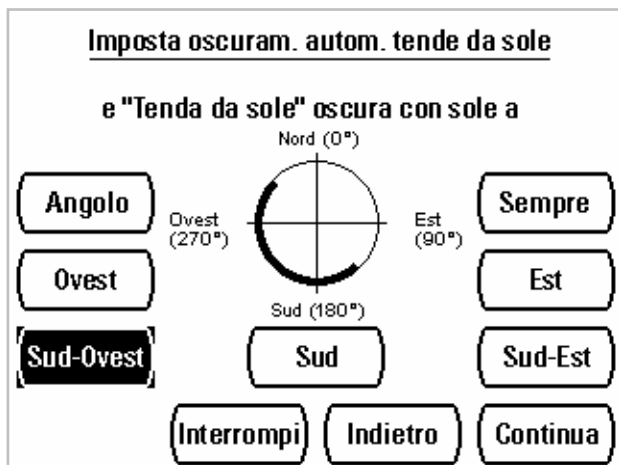 Imposta oscuram. autom. tende da sole
e "Tenda da sole" oscura con sole a
Nord (0°)
Angolo
Ovest
(270°)
Est
(90°)
Sempre
Ovest
Est
Sud (180°)
Sud-Ovest
Sud
Sud-Est
Interrompi
Indietro
Continua